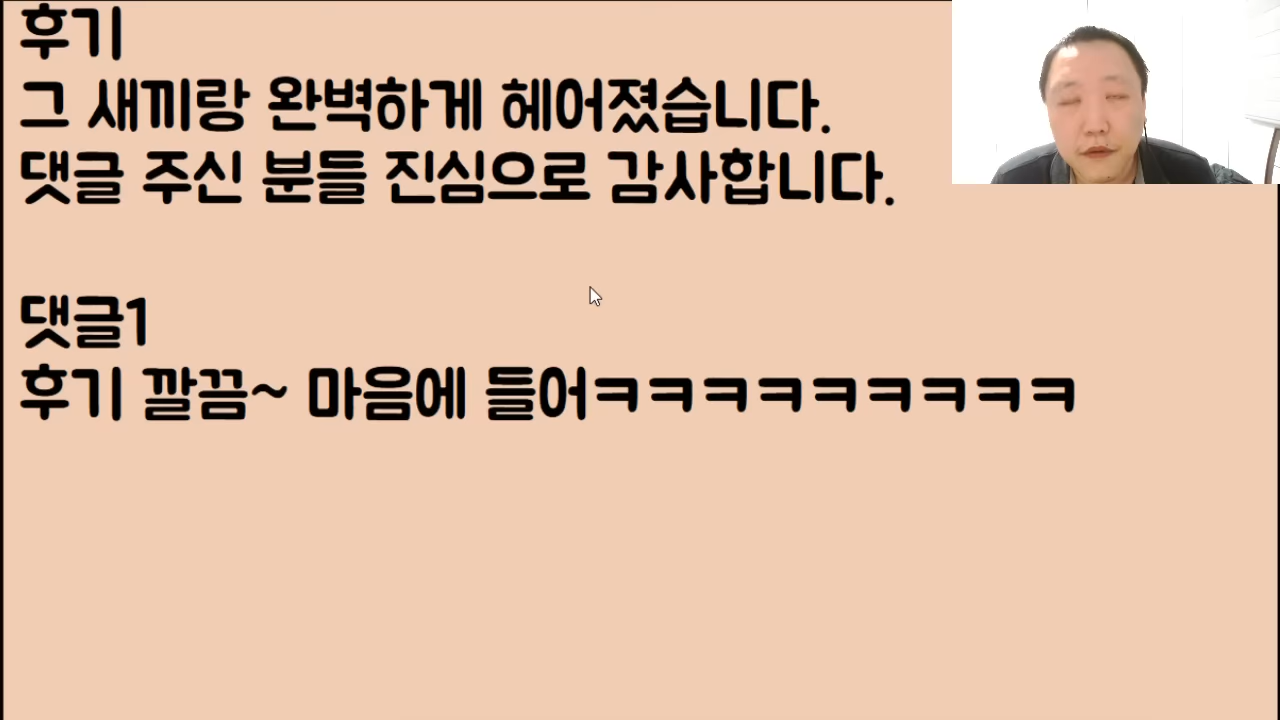 후기
그 새끼랑 완벽하게 헤어졌습니다.
댓글 주신 분들 진심으로 감사합니다.
댓글1
후기 깔끔~ 마음에 들어ㅋㅋㅋㅋㅋㅋㅋㅋㅋ